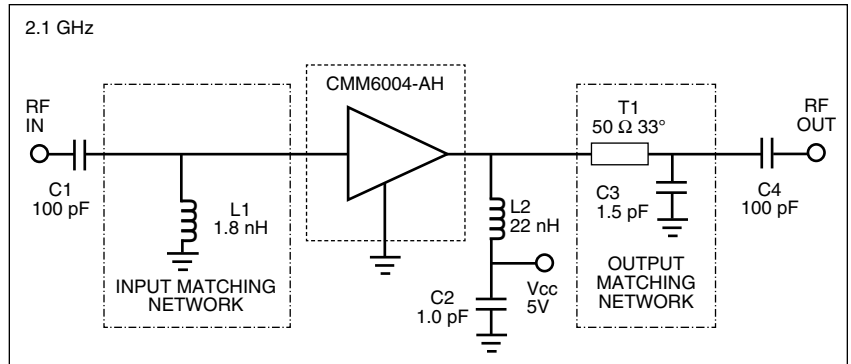 2.1 GHz
CMM6004-AH
RF
IN
T1
50 Ω 33°
RF
OUT
C1
100 pF
L1
1.8 nH
L2
22 nH
C3
1.5 pF
C4
100 pF
INPUT MATCHING
NETWORK
C2
1.0 pF
Vcc
5V
OUTPUT
MATCHING
NETWORK